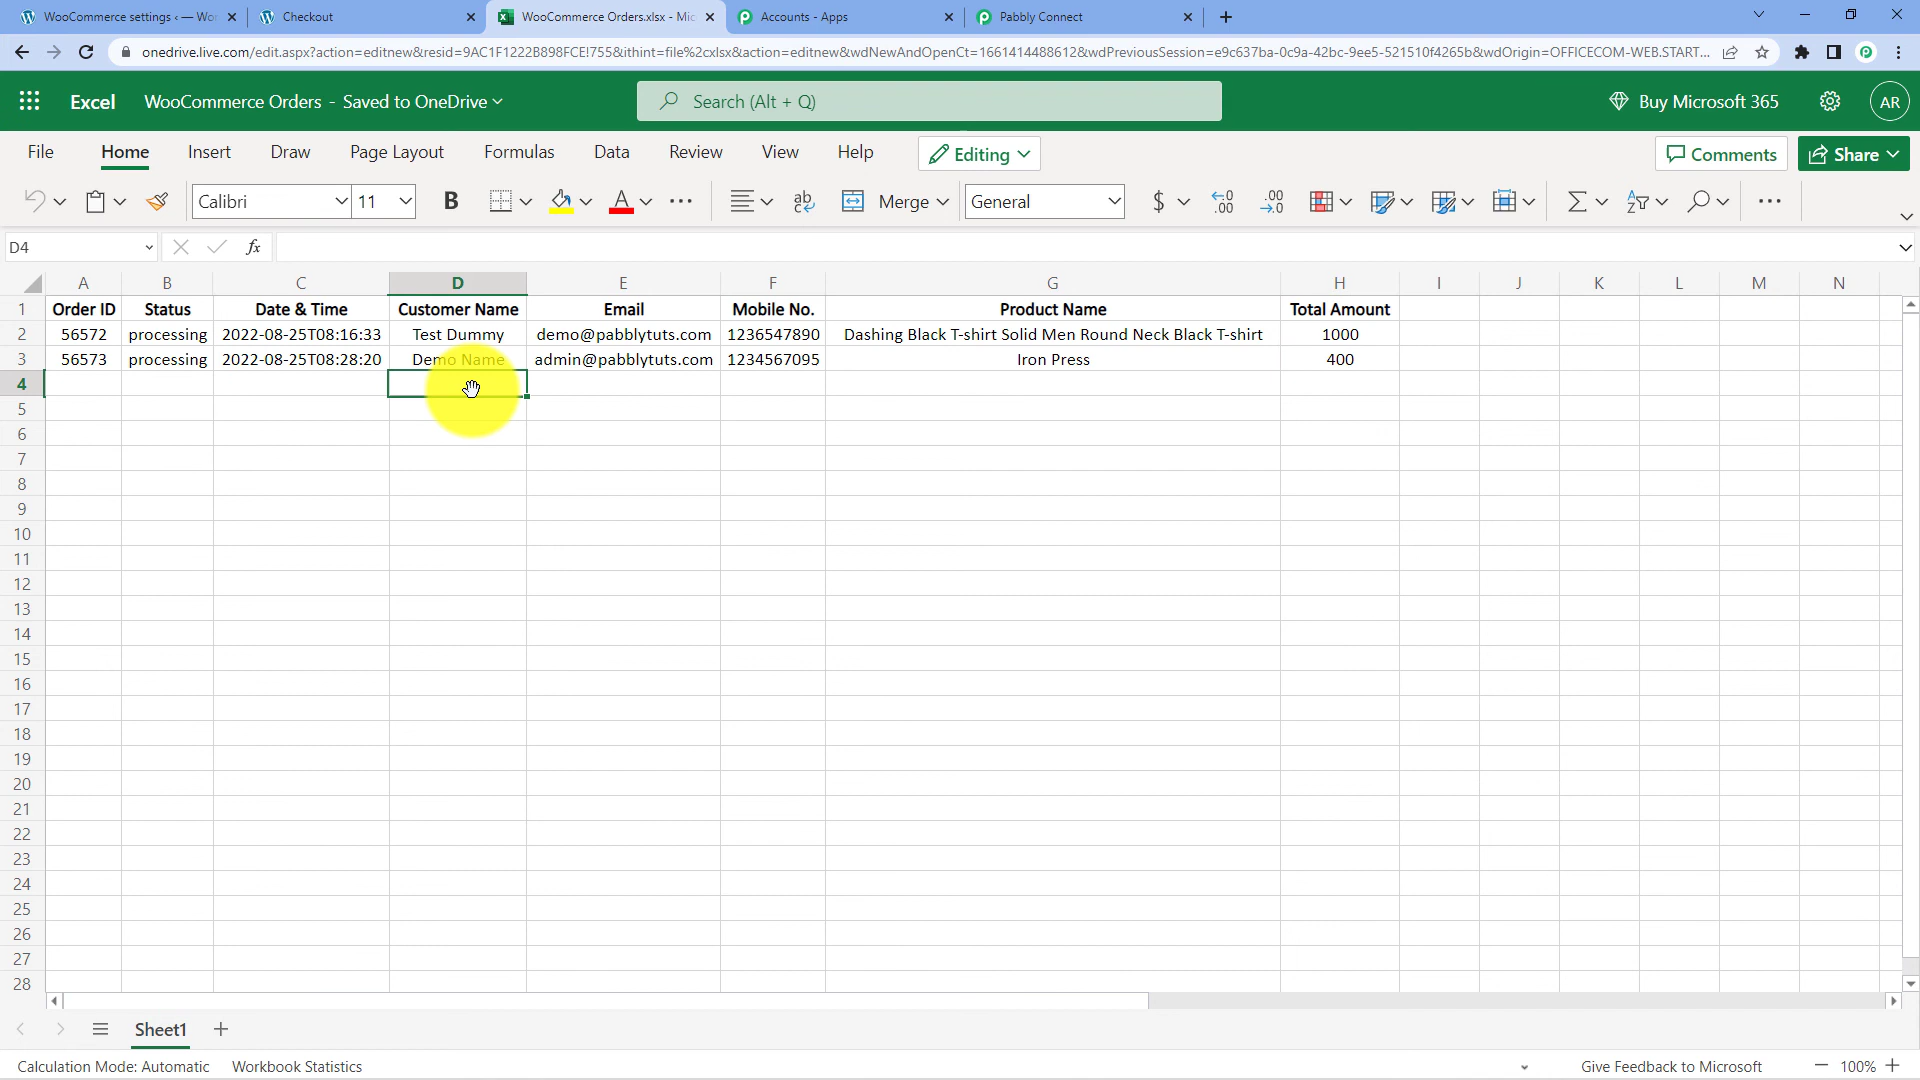 WooCommerce settings ‹ — Wor
Checkout
WooCommerce Orders.xlsx - Mic
Accounts - Apps
Pabbly Connect
onedrive.live.com/edit.aspx?action=editnew&resid=9AC1F1222B898FCE!755&ithint=file%2cxlsx&action=editnew&wdNewAndOpenCt=1661414488612&wdPreviousSession=e9c637ba-0c9a-42bc-9ee5-521510f4265b&wdOrigin=OFFICECOM-WEB.START...
Excel WooCommerce Orders - Saved to OneDrive
Search (Alt + Q)
Buy Microsoft 365
AR
File Home Insert Draw Page Layout Formulas Data Review View Help Editing Comments Share
Calibri 11 B A ab Merge General $ .00 .00
D4 fx
A B C D E F G H I J K L M N
1 Order ID Status Date & Time Customer Name Email Mobile No. Product Name Total Amount
2 56572 processing 2022-08-25T08:16:33 Test Dummy demo@pabblytuts.com 1236547890 Dashing Black T-shirt Solid Men Round Neck Black T-shirt 1000
3 56573 processing 2022-08-25T08:28:20 Demo Name admin@pabblytuts.com 1234567095 Iron Press 400
4
5
6
7
8
9
10
11
12
13
14
15
16
17
18
19
20
21
22
23
24
25
26
27
28
Sheet1
Calculation Mode: Automatic Workbook Statistics Give Feedback to Microsoft 100%